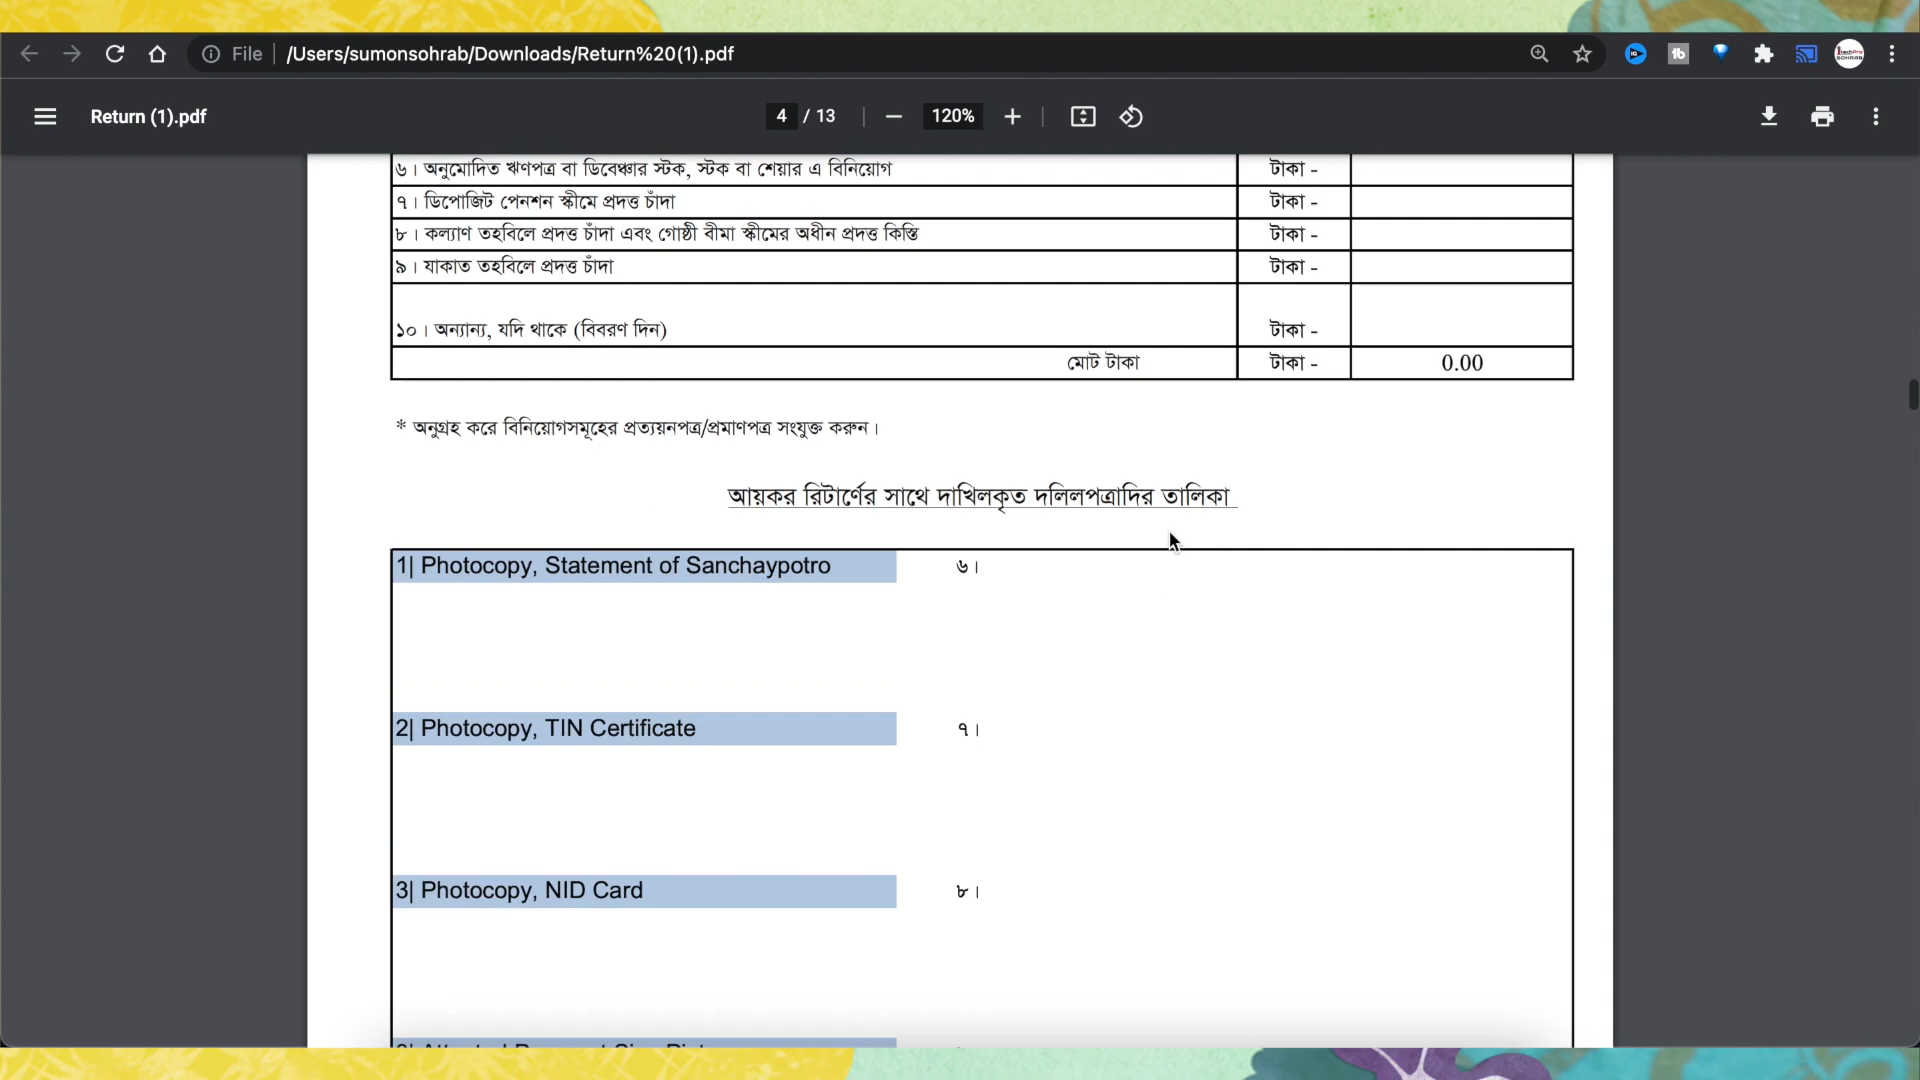 File /Users/sumonsohrab/Downloads/Return%20(1).pdf
Return (1).pdf 4 / 13 120%
৬। অনুমোদিত ঋণপত্র বা ডিবেঞ্চার স্টক, স্টক বা শেয়ার এ বিনিয়োগ টাকা -
৭। ডিপোজিট পেনশন স্কীমে প্রদত্ত চাঁদা টাকা -
৮। কল্যাণ তহবিলে প্রদত্ত চাঁদা এবং গোষ্ঠী বীমা স্কীমের অধীন প্রদত্ত কিস্তি টাকা -
৯। যাকাত তহবিলে প্রদত্ত চাঁদা টাকা -
১০। অন্যান্য, যদি থাকে (বিবরণ দিন) টাকা -
মোট টাকা টাকা - 0.00
* অনুগ্রহ করে বিনিয়োগসমূহের প্রত্যয়নপত্র/প্রমাণপত্র সংযুক্ত করুন।
আয়কর রিটার্ণের সাথে দাখিলকৃত দলিলপত্রাদির তালিকা
1| Photocopy, Statement of Sanchaypotro ৬।
2| Photocopy, TIN Certificate ৭।
3| Photocopy, NID Card ৮।